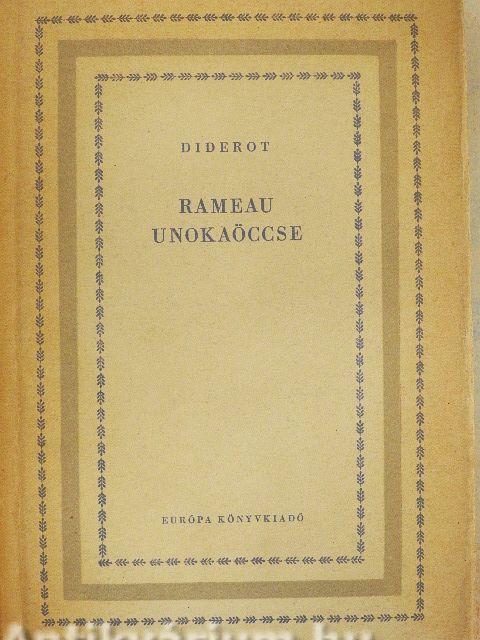 DIDEROT
RAMEAU
UNOKAÖCCSE
EURÓPA KÖNYVKIADÓ